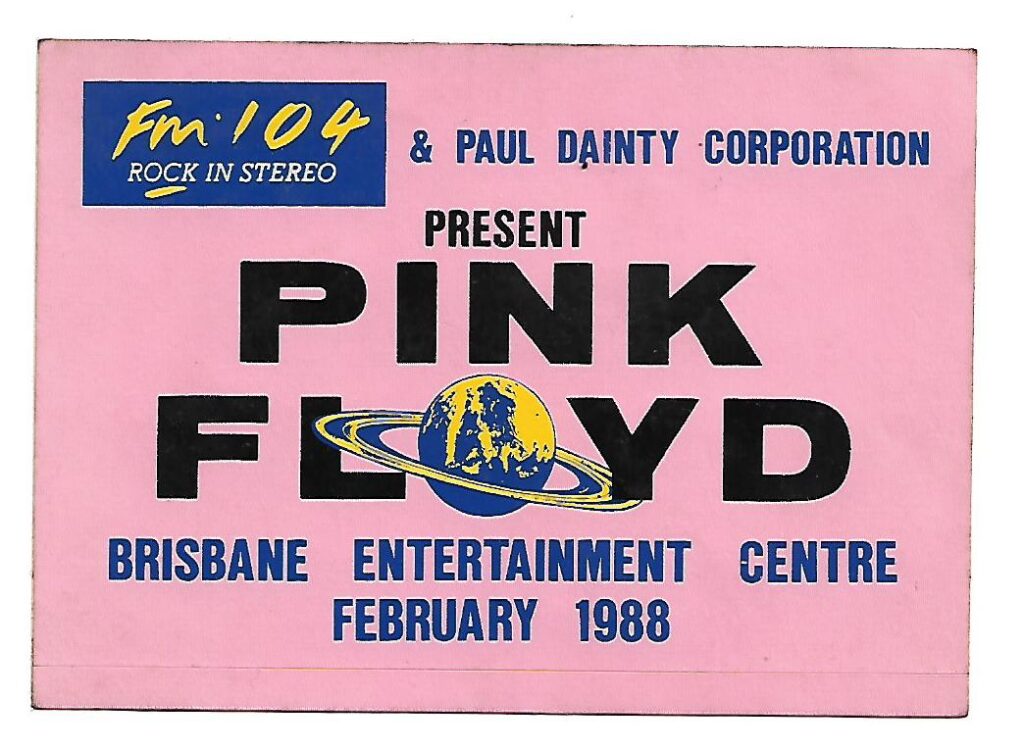 Fm·104
ROCK IN STEREO
& PAUL DAINTY CORPORATION
PRESENT
PINK
FLOYD
BRISBANE ENTERTAINMENT CENTRE
FEBRUARY 1988